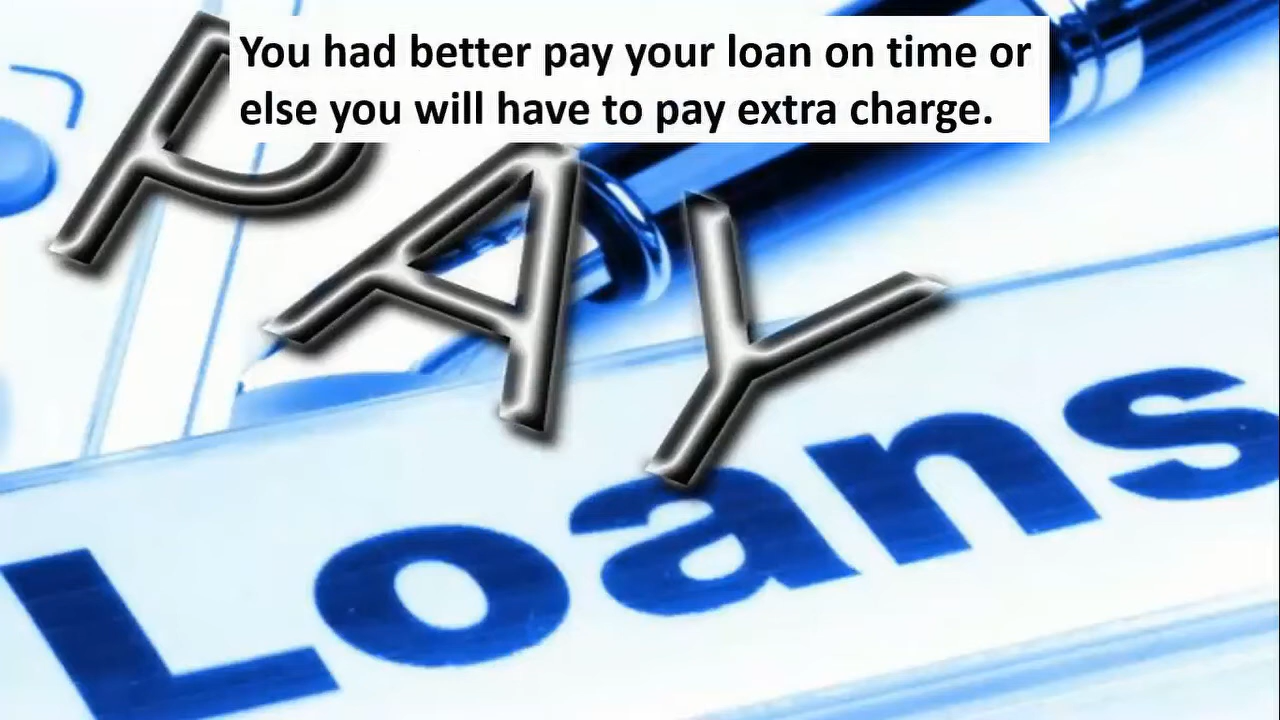 You had better pay your loan on time or
else you will have to pay extra charge.
PAY
Loans